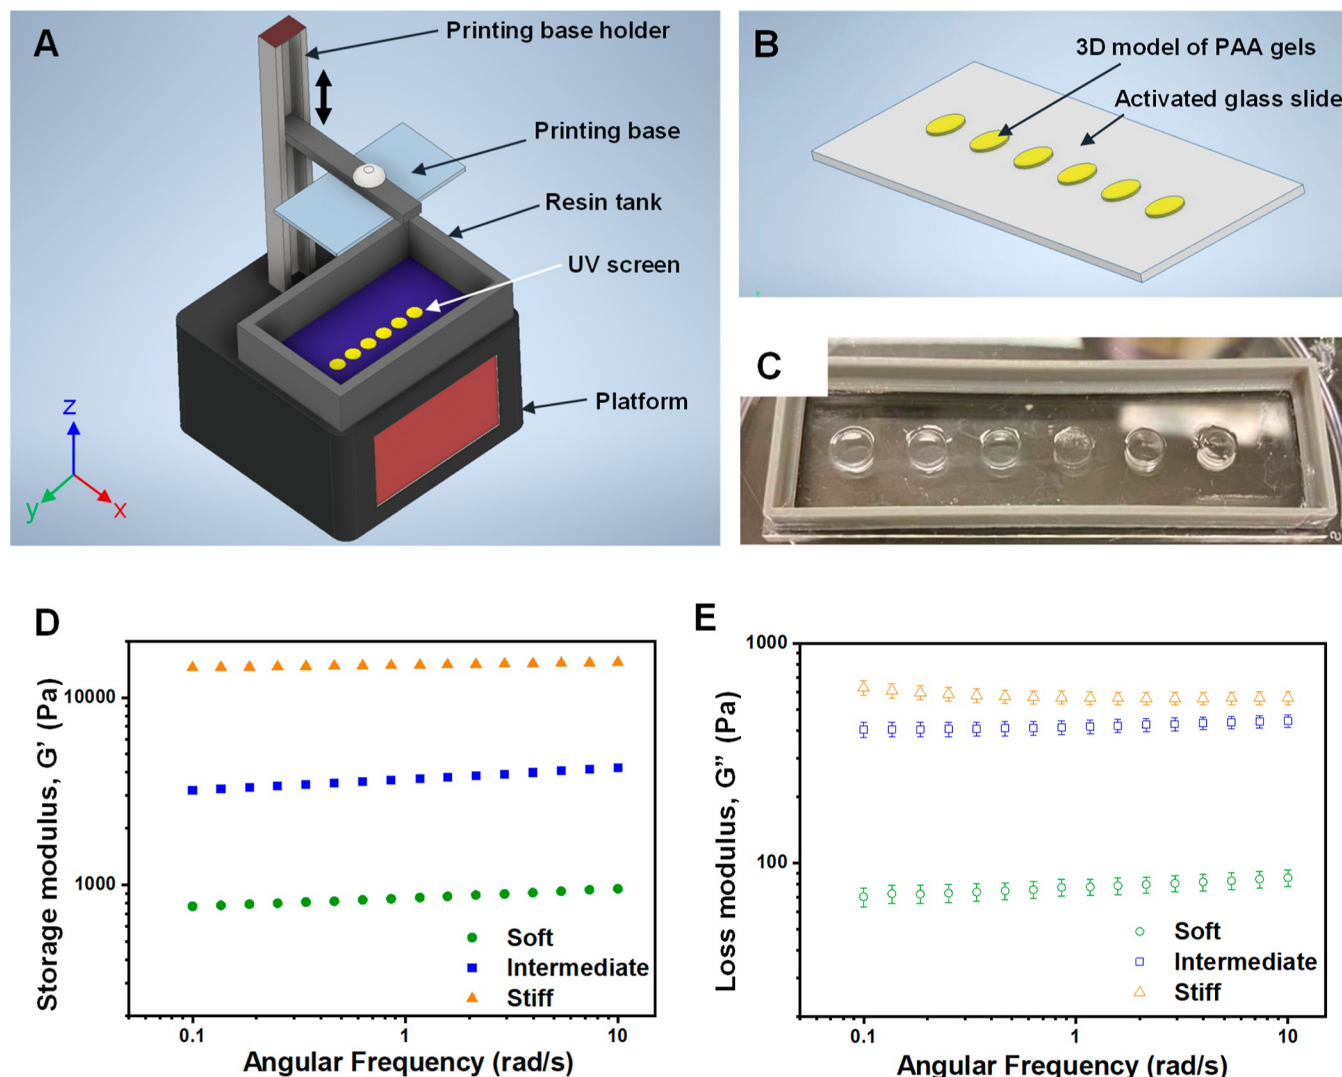 A
Printing base holder
Printing base
Resin tank
UV screen
Platform
z
y
x
B
3D model of PAA gels
Activated glass slide
C
D
Storage modulus, G’ (Pa)
10000
1000
Soft
Intermediate
Stiff
0.1
1
10
Angular Frequency (rad/s)
E
Loss modulus, G” (Pa)
1000
100
Soft
Intermediate
Stiff
0.1
1
10
Angular Frequency (rad/s)